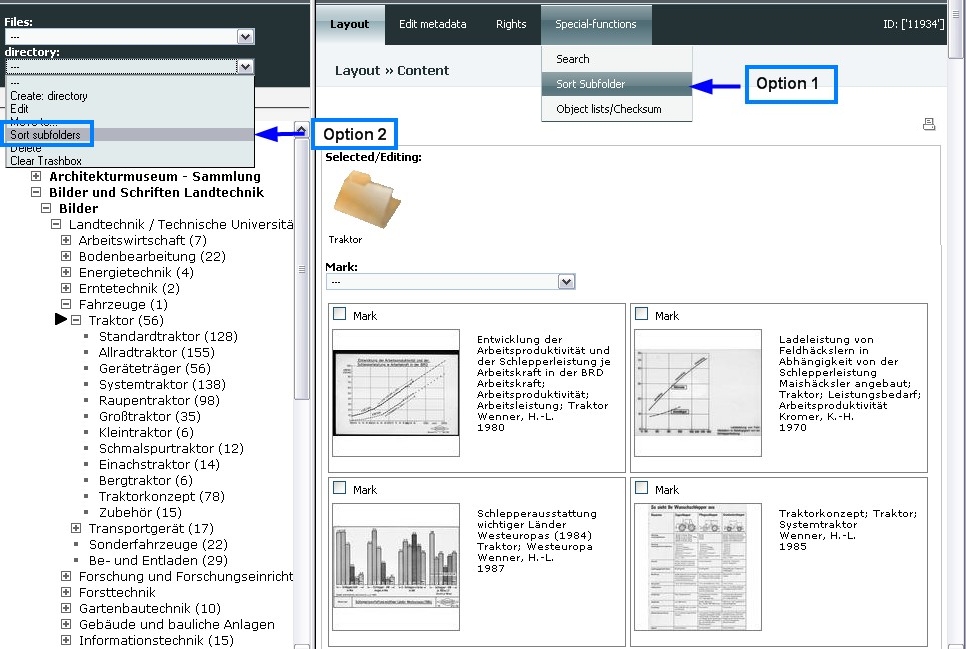 Files:
---
directory:
---
---
Create: directory
Edit
Move to...
Sort subfolders
Delete
Clear Trashbox
Option 2
Architekturmuseum - Sammlung
Bilder und Schriften Landtechnik
Bilder
Landtechnik / Technische Universitä
Arbeitswirtschaft (7)
Bodenbearbeitung (22)
Energietechnik (4)
Erntetechnik (2)
Fahrzeuge (1)
Traktor (56)
Standardtraktor (128)
Allradtraktor (155)
Geräteträger (56)
Systemtraktor (138)
Raupentraktor (98)
Großtraktor (35)
Kleintraktor (6)
Schmalspurtraktor (12)
Einachstraktor (14)
Bergtraktor (6)
Traktorkonzept (78)
Zubehör (15)
Transportgerät (17)
Sonderfahrzeuge (22)
Be- und Entladen (29)
Forschung und Forschungseinricht
Forsttechnik
Gartenbautechnik (10)
Gebäude und bauliche Anlagen
Informationstechnik (15)
Layout Edit metadata Rights Special-functions ID: ['11934']
Search
Sort Subfolder
Object lists/Checksum
Option 1
Layout » Content
Selected/Editing:
Traktor
Mark:
---
Mark
Entwicklung der
Arbeitsproduktivität und
der Schlepperleistung je
Arbeitskraft in der BRD
Arbeitskraft;
Arbeitsproduktivität;
Arbeitsleistung; Traktor
Wenner, H.-L.
1980
Mark
Ladeleistung von
Feldhäckslern in
Abhängigkeit von der
Schlepperleistung
Maishäcksler angebaut;
Traktor; Leistungsbedarf;
Arbeitsproduktivität
Kromer, K.-H.
1970
Mark
Schlepperausstattung
wichtiger Länder
Westeuropas (1984)
Traktor; Westeuropa
Wenner, H.-L.
1987
Mark
So sieht Ihr Wunschschlepper aus
Traktorkonzept; Traktor;
Systemtraktor
Wenner, H.-L.
1985